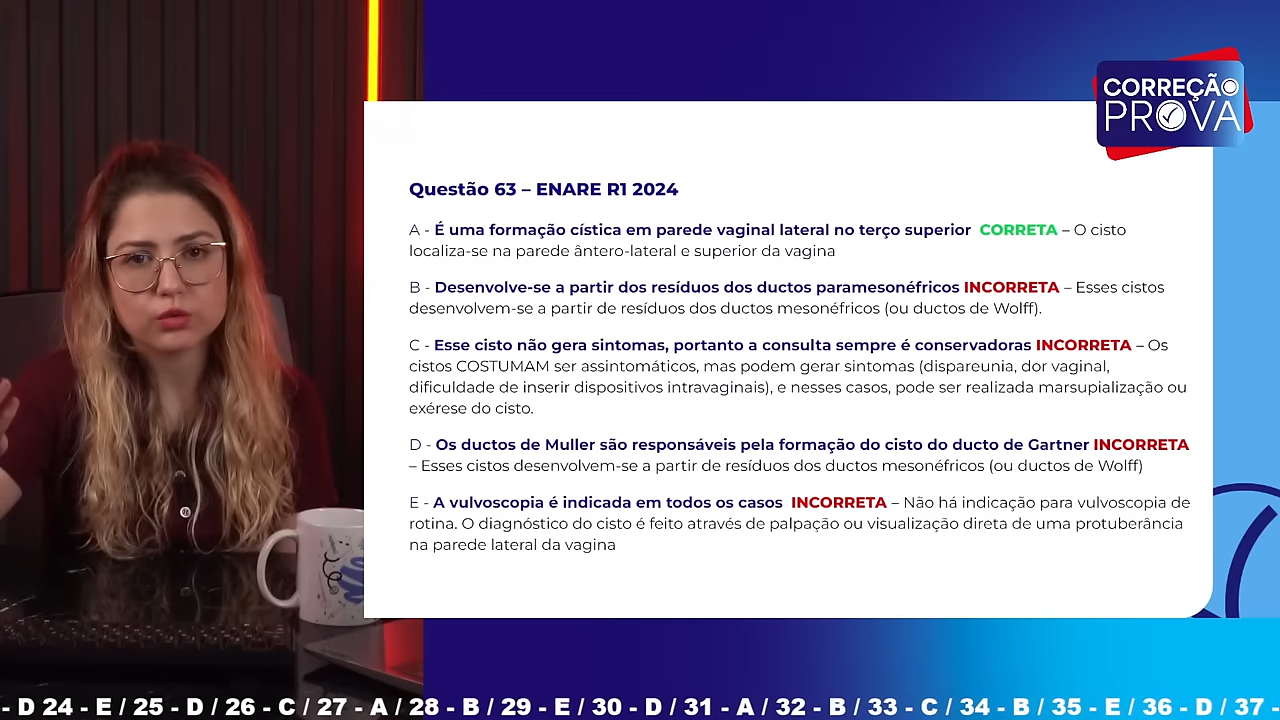 CORREÇÃO
PROVA
Questão 63 – ENARE R1 2024
A - É uma formação cística em parede vaginal lateral no terço superior CORRETA – O cisto
localiza-se na parede ântero-lateral e superior da vagina
B - Desenvolve-se a partir dos resíduos dos ductos paramesonéfricos INCORRETA – Esses cistos
desenvolvem-se a partir de resíduos dos ductos mesonéfricos (ou ductos de Wolff).
C - Esse cisto não gera sintomas, portanto a consulta sempre é conservadoras INCORRETA – Os
cistos COSTUMAM ser assintomáticos, mas podem gerar sintomas (dispareunia, dor vaginal,
dificuldade de inserir dispositivos intravaginais), e nesses casos, pode ser realizada marsupialização ou
exérese do cisto.
D - Os ductos de Muller são responsáveis pela formação do cisto do ducto de Gartner INCORRETA
– Esses cistos desenvolvem-se a partir de resíduos dos ductos mesonéfricos (ou ductos de Wolff)
E - A vulvoscopia é indicada em todos os casos INCORRETA – Não há indicação para vulvoscopia de
rotina. O diagnóstico do cisto é feito através de palpação ou visualização direta de uma protuberância
na parede lateral da vagina
- D 24 - E / 25 - D / 26 - C / 27 - A / 28 - B / 29 - E / 30 - D / 31 - A / 32 - B / 33 - C / 34 - B / 35 - E / 36 - D / 37 -